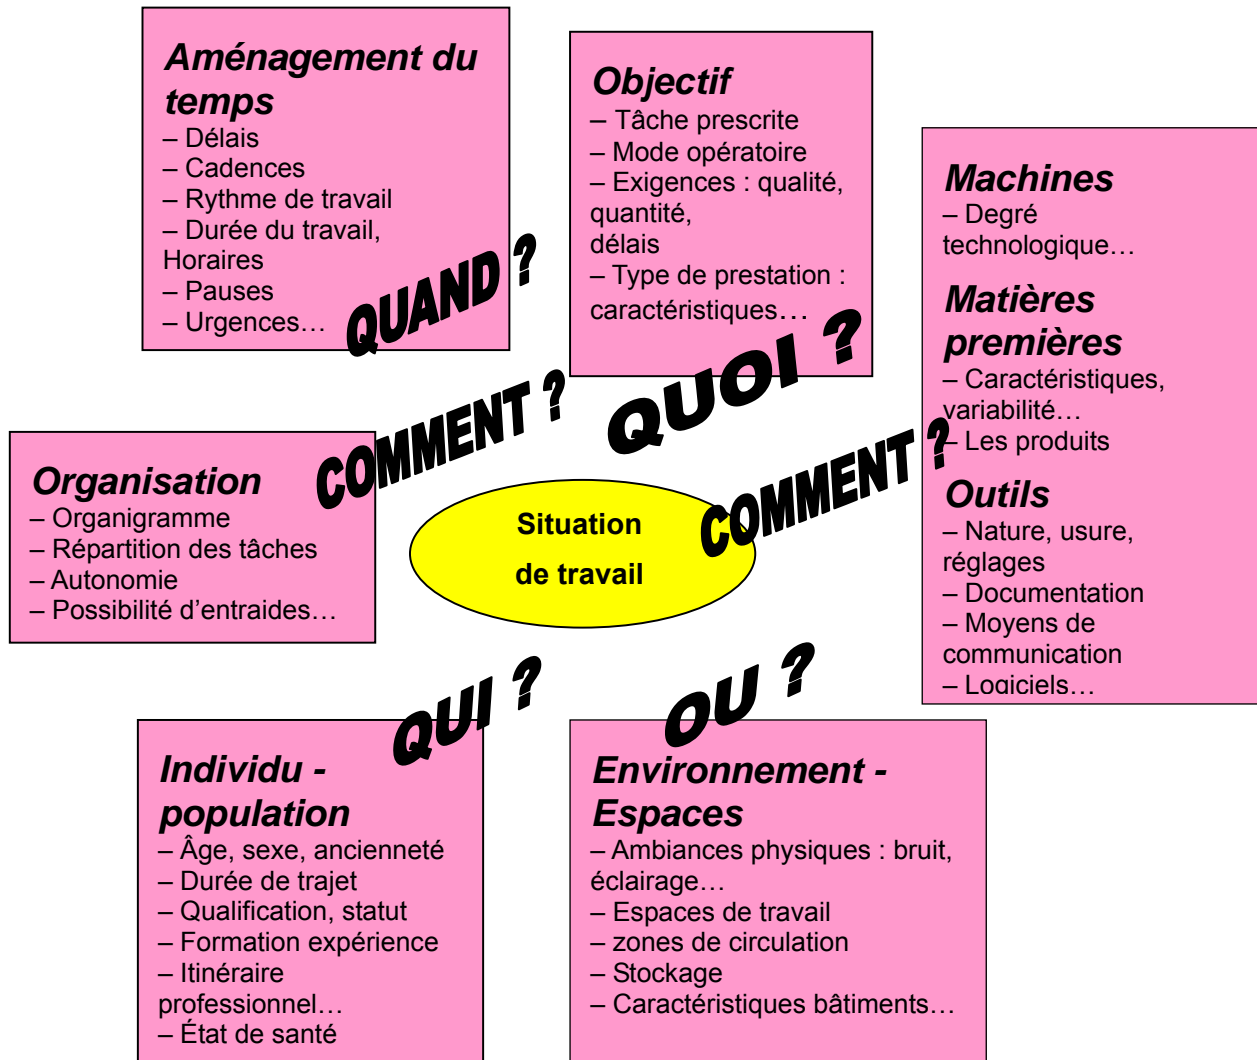 Aménagement du
temps
– Délais
– Cadences
– Rythme de travail
– Durée du travail,
Horaires
– Pauses
– Urgences…
QUAND ?
Objectif
– Tâche prescrite
– Mode opératoire
– Exigences : qualité,
quantité,
délais
– Type de prestation :
caractéristiques…
QUOI ?
Machines
– Degré
technologique…
Matières
premières
– Caractéristiques,
variabilité…
– Les produits
Outils
– Nature, usure,
réglages
– Documentation
– Moyens de
communication
– Logiciels…
COMMENT ?
Organisation
– Organigramme
– Répartition des tâches
– Autonomie
– Possibilité d’entraides…
COMMENT ?
Situation
de travail
QUI ?
Individu -
population
– Âge, sexe, ancienneté
– Durée de trajet
– Qualification, statut
– Formation expérience
– Itinéraire
professionnel…
– État de santé
OU ?
Environnement -
Espaces
– Ambiances physiques : bruit,
éclairage…
– Espaces de travail
– zones de circulation
– Stockage
– Caractéristiques bâtiments…